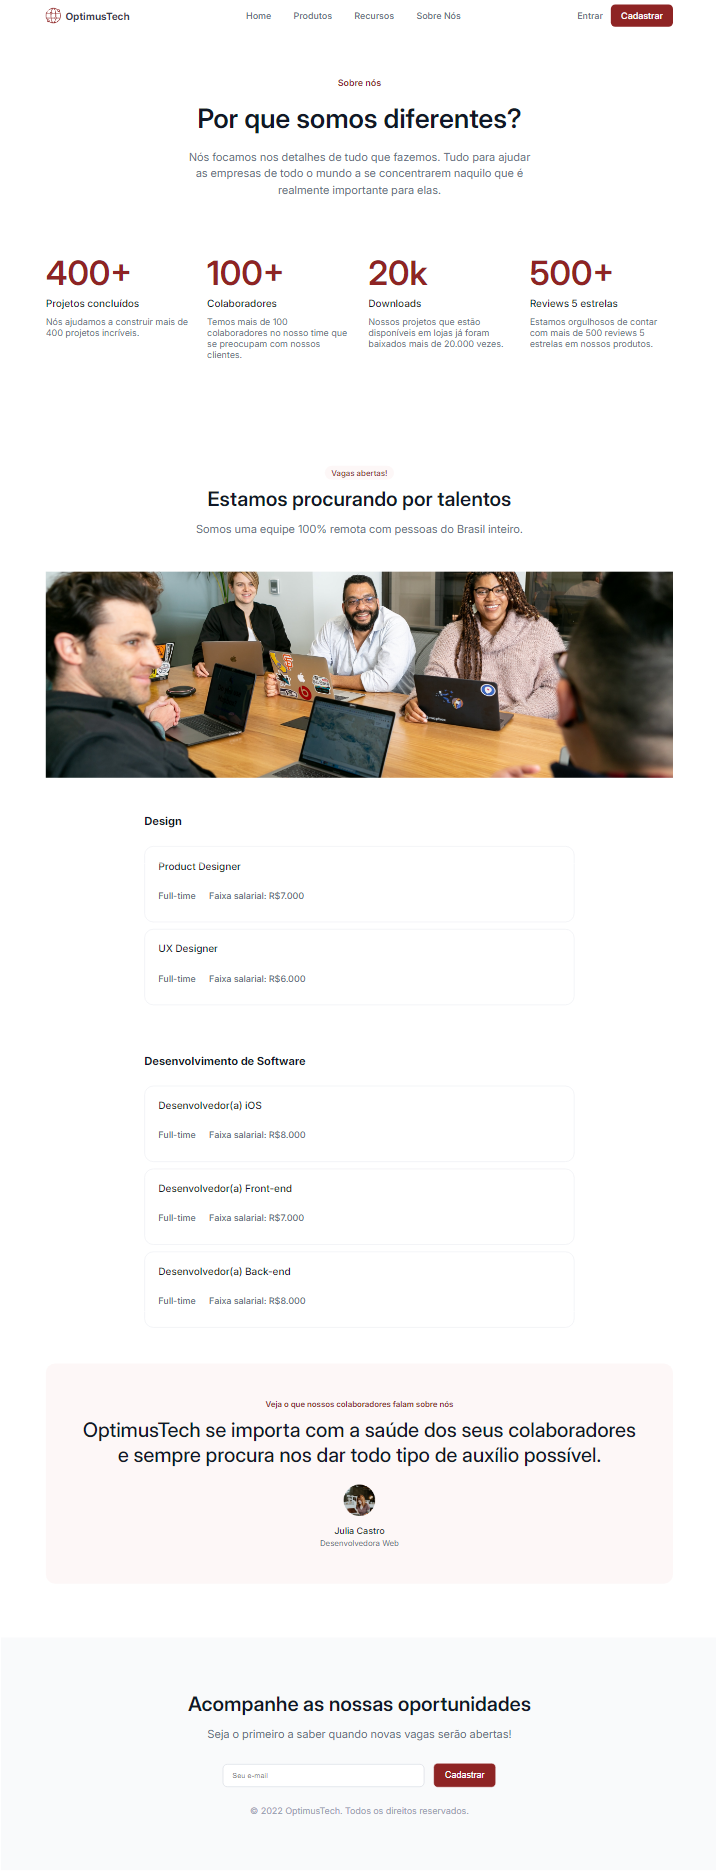 OptimusTech
Home
Produtos
Recursos
Sobre Nós
Entrar
Cadastrar
Sobre nós
Por que somos diferentes?
Nós focamos nos detalhes de tudo que fazemos. Tudo para ajudar
as empresas de todo o mundo a se concentrarem naquilo que é
realmente importante para elas.
400+
Projetos concluídos
Nós ajudamos a construir mais de
400 projetos incríveis.
100+
Colaboradores
Temos mais de 100
colaboradores no nosso time que
se preocupam com nossos
clientes.
20k
Downloads
Nossos projetos que estão
disponíveis em lojas já foram
baixados mais de 20.000 vezes.
500+
Reviews 5 estrelas
Estamos orgulhosos de contar
com mais de 500 reviews 5
estrelas em nossos produtos.
Vagas abertas!
Estamos procurando por talentos
Somos uma equipe 100% remota com pessoas do Brasil inteiro.
Design
Product Designer
Full-time Faixa salarial: R$7.000
UX Designer
Full-time Faixa salarial: R$6.000
Desenvolvimento de Software
Desenvolvedor(a) iOS
Full-time Faixa salarial: R$8.000
Desenvolvedor(a) Front-end
Full-time Faixa salarial: R$7.000
Desenvolvedor(a) Back-end
Full-time Faixa salarial: R$8.000
Veja o que nossos colaboradores falam sobre nós
OptimusTech se importa com a saúde dos seus colaboradores
e sempre procura nos dar todo tipo de auxílio possível.
Julia Castro
Desenvolvedora Web
Acompanhe as nossas oportunidades
Seja o primeiro a saber quando novas vagas serão abertas!
Seu e-mail
Cadastrar
© 2022 OptimusTech. Todos os direitos reservados.